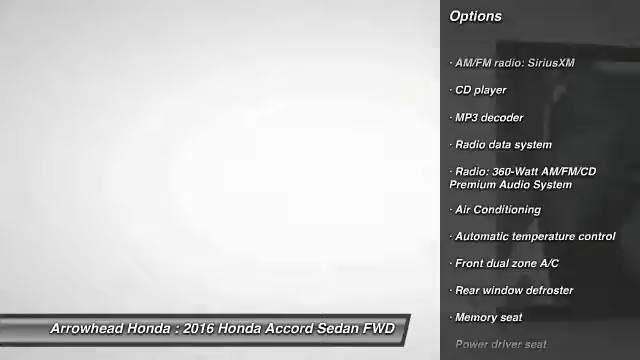 Options
· AM/FM radio: SiriusXM
· CD player
· MP3 decoder
· Radio data system
· Radio: 360-Watt AM/FM/CD
Premium Audio System
· Air Conditioning
· Automatic temperature control
· Front dual zone A/C
· Rear window defroster
· Memory seat
· Power driver seat
Arrowhead Honda : 2016 Honda Accord Sedan FWD